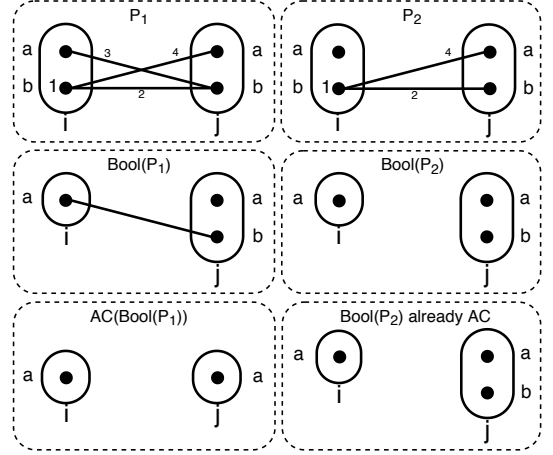 P1
a 3 4 a
b 1 2 b
i j
P2
a 4 a
b 1 2 b
i j
Bool(P1)
a a
b
i
j
Bool(P2)
a a
b
i
j
AC(Bool(P1))
a a
i j
Bool(P2) already AC
a a
b
i
j